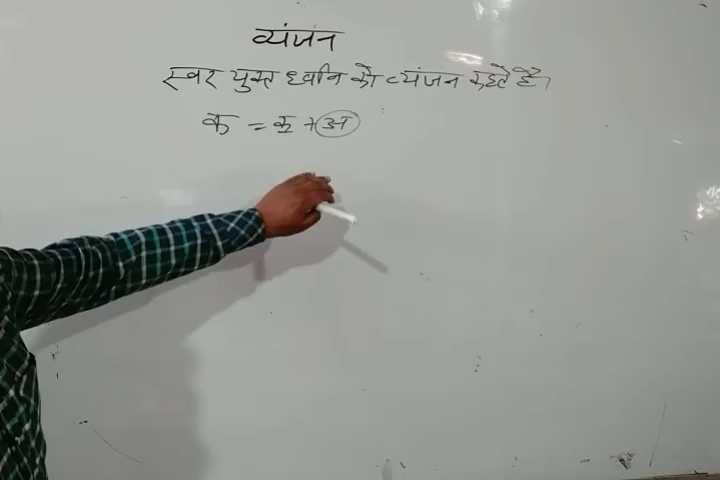 व्यंजन
स्वर युक्त ध्वनि को व्यंजन कहते है।
क = क् + अ